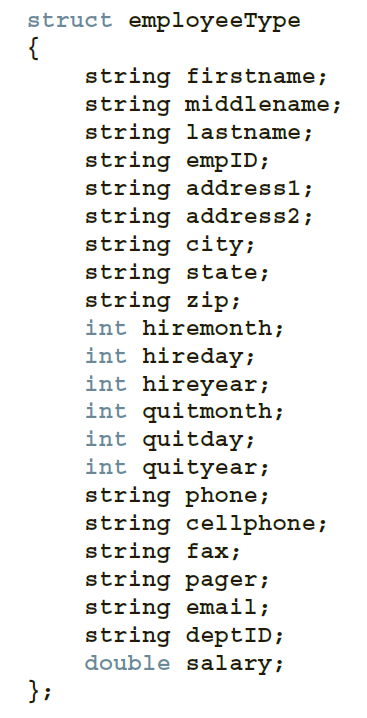 struct employeeType
{
string firstname;
string middlename;
string lastname;
string empID;
string address1;
string address2;
string city;
string state;
string zip;
int hiremonth;
int hireday;
int hireyear;
int quitmonth;
int quitday;
int quityear;
string phone;
string cellphone;
string fax;
string pager;
string email;
string deptID;
double salary;
};